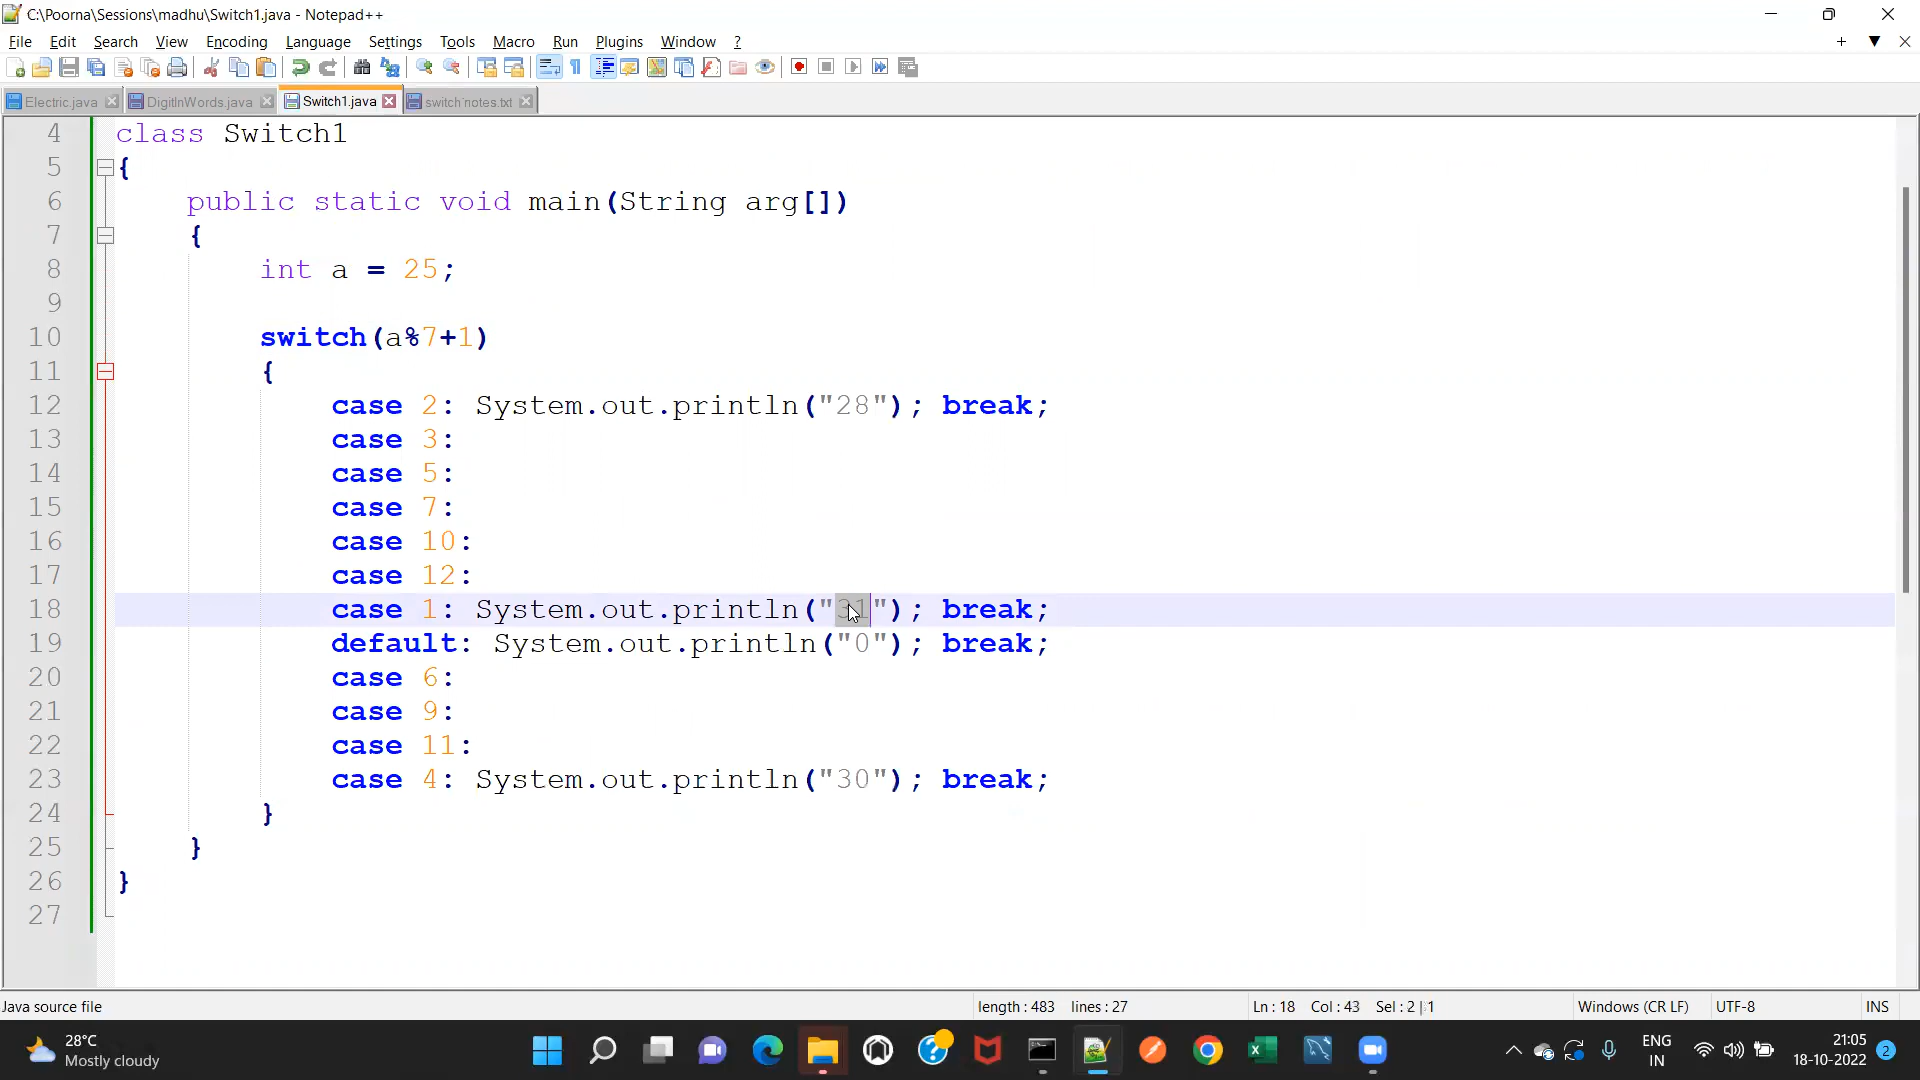 C:\Poorna\Sessions\madhu\Switch1.java - Notepad++
File Edit Search View Encoding Language Settings Tools Macro Run Plugins Window ?
Electric.java DigitInWords.java Switch1.java switch notes.txt
4 class Switch1
5 {
6 public static void main(String arg[])
7 {
8 int a = 25;
9
10 switch(a%7+1)
11 {
12 case 2: System.out.println("28"); break;
13 case 3:
14 case 5:
15 case 7:
16 case 10:
17 case 12:
18 case 1: System.out.println("31"); break;
19 default: System.out.println("0"); break;
20 case 6:
21 case 9:
22 case 11:
23 case 4: System.out.println("30"); break;
24 }
25 }
26 }
27
Java source file length : 483 lines : 27 Ln : 18 Col : 43 Sel : 2 | 1 Windows (CR LF) UTF-8 INS
28°C
Mostly cloudy
ENG
IN
21:05
18-10-2022
2